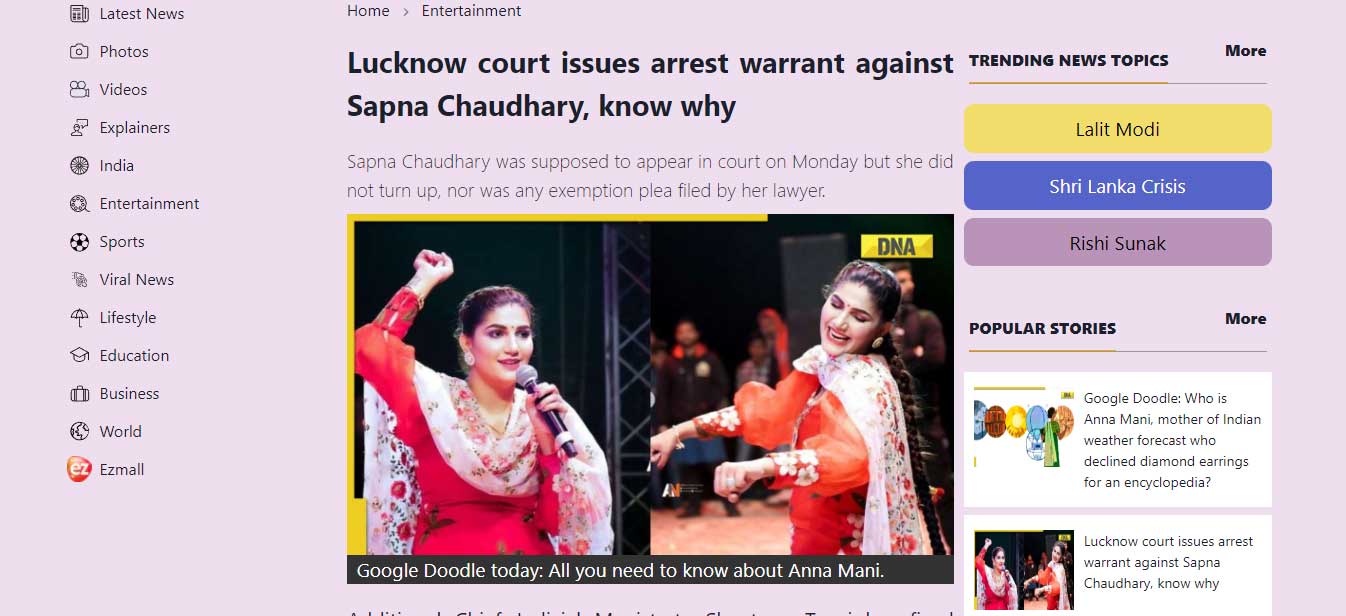 Latest News
Photos
Videos
Explainers
India
Entertainment
Sports
Viral News
Lifestyle
Education
Business
World
ez Ezmall
Home > Entertainment
Lucknow court issues arrest warrant against
Sapna Chaudhary, know why
Sapna Chaudhary was supposed to appear in court on Monday but she did
not turn up, nor was any exemption plea filed by her lawyer.
DNA
AN
Google Doodle today: All you need to know about Anna Mani.
TRENDING NEWS TOPICS
More
Lalit Modi
Shri Lanka Crisis
Rishi Sunak
POPULAR STORIES
More
DNA
Google Doodle: Who is
Anna Mani, mother of Indian
weather forecast who
declined diamond earrings
for an encyclopedia?
DNA
Lucknow court issues arrest
warrant against Sapna
Chaudhary, know why